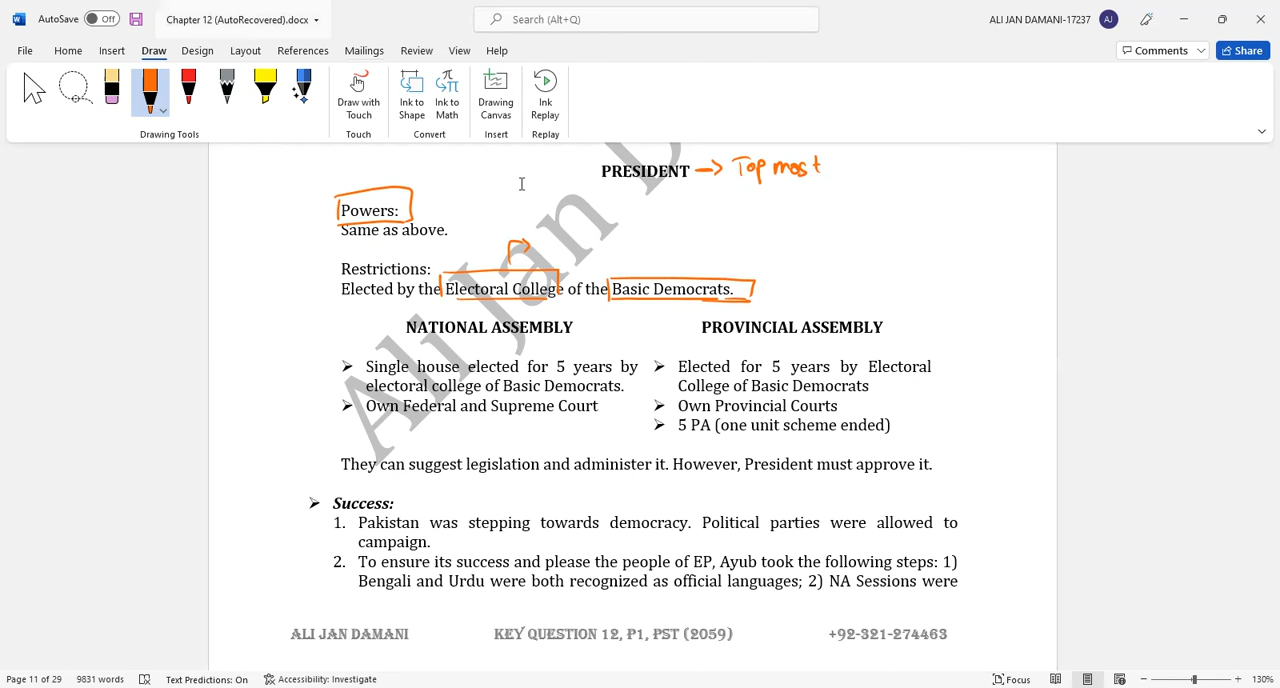 AutoSave Off Chapter 12 (AutoRecovered).docx Search (Alt+Q) ALI JAN DAMANI-17237 AJ
File Home Insert Draw Design Layout References Mailings Review View Help Comments Share
Draw with Touch Ink to Shape Ink to Math Drawing Canvas Ink Replay
Drawing Tools Touch Convert Insert Replay
PRESIDENT → Top most
Powers:
Same as above.
Restrictions:
Elected by the Electoral College of the Basic Democrats.
NATIONAL ASSEMBLY
➢ Single house elected for 5 years by
electoral college of Basic Democrats.
➢ Own Federal and Supreme Court
PROVINCIAL ASSEMBLY
➢ Elected for 5 years by Electoral
College of Basic Democrats
➢ Own Provincial Courts
➢ 5 PA (one unit scheme ended)
They can suggest legislation and administer it. However, President must approve it.
➢ Success:
1. Pakistan was stepping towards democracy. Political parties were allowed to
campaign.
2. To ensure its success and please the people of EP, Ayub took the following steps: 1)
Bengali and Urdu were both recognized as official languages; 2) NA Sessions were
Ali Jan D
ALI JAN DAMANI KEY QUESTION 12, P1, PST (2059) +92-321-274463
Page 11 of 29 9831 words Text Predictions: On Accessibility: Investigate Focus 130%